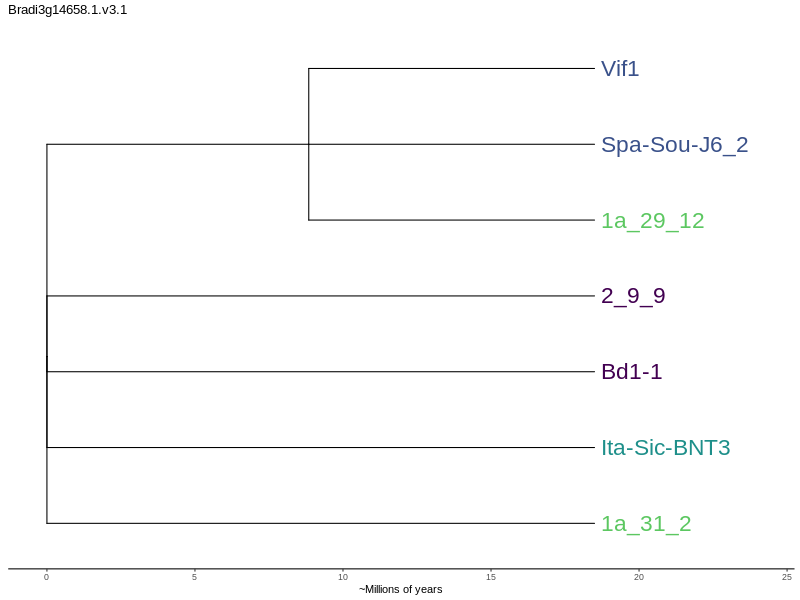 Bradi3g14658.1.v3.1
Vif1
Spa-Sou-J6_2
1a_29_12
2_9_9
Bd1-1
Ita-Sic-BNT3
1a_31_2
0 5 10 15 20 25
~Millions of years